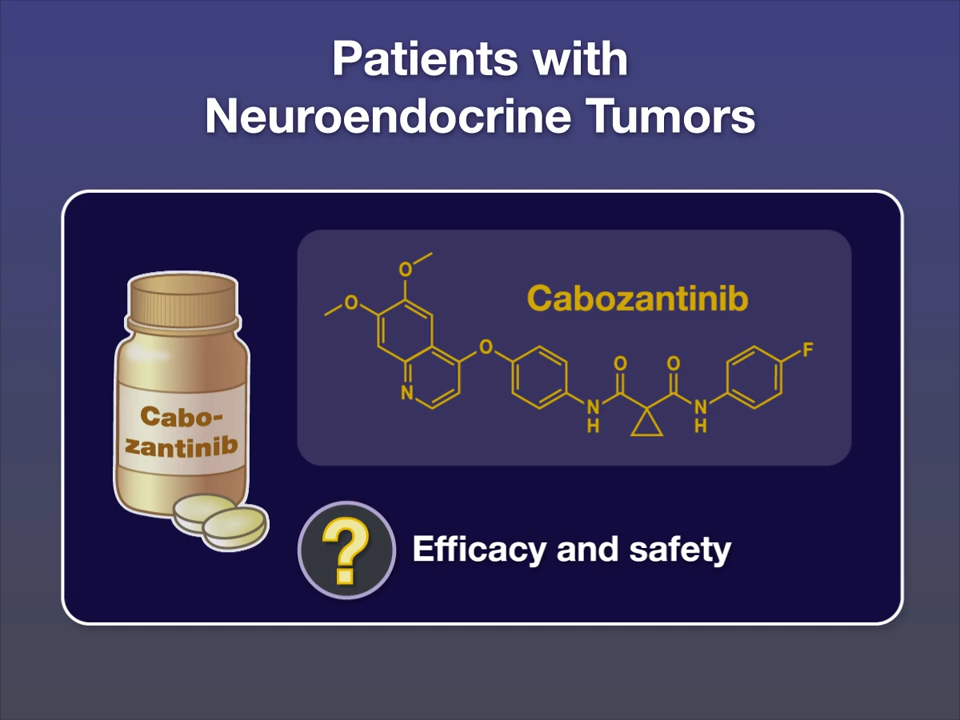 Patients with
Neuroendocrine Tumors
Cabozantinib
O
O
O
N
O
O
N
H
N
H
F
Cabo-
zantinib
?
Efficacy and safety